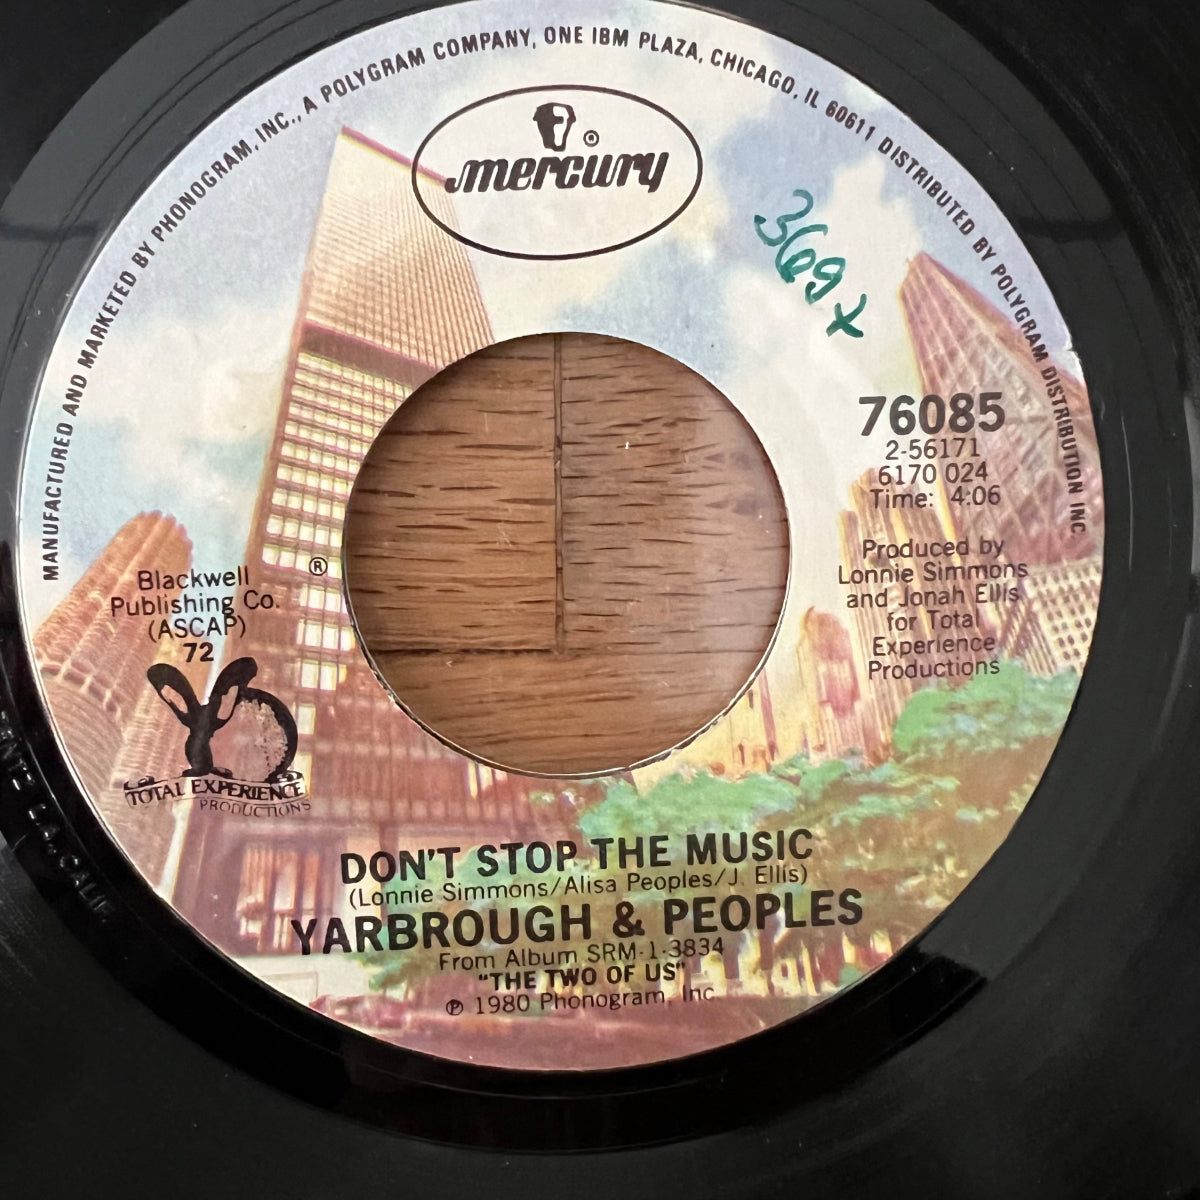 MANUFACTURED AND MARKETED BY PHONOGRAM, INC., A POLYGRAM COMPANY, ONE IBM PLAZA, CHICAGO, IL 60611 DISTRIBUTED BY POLYGRAM DISTRIBUTION INC.
®
mercury
369x
76085
2-56171
6170 024
Time: 4:06
Produced by
Lonnie Simmons
and Jonah Ellis
for Total
Experience
Productions
®
Blackwell
Publishing Co.
(ASCAP)
72
TOTAL EXPERIENCE
PRODUCTIONS
DON'T STOP THE MUSIC
(Lonnie Simmons/Alisa Peoples/J. Ellis)
YARBROUGH & PEOPLES
From Album SRM-1-3834
"THE TWO OF US"
℗ 1980 Phonogram, Inc.
L.A. CALIF.